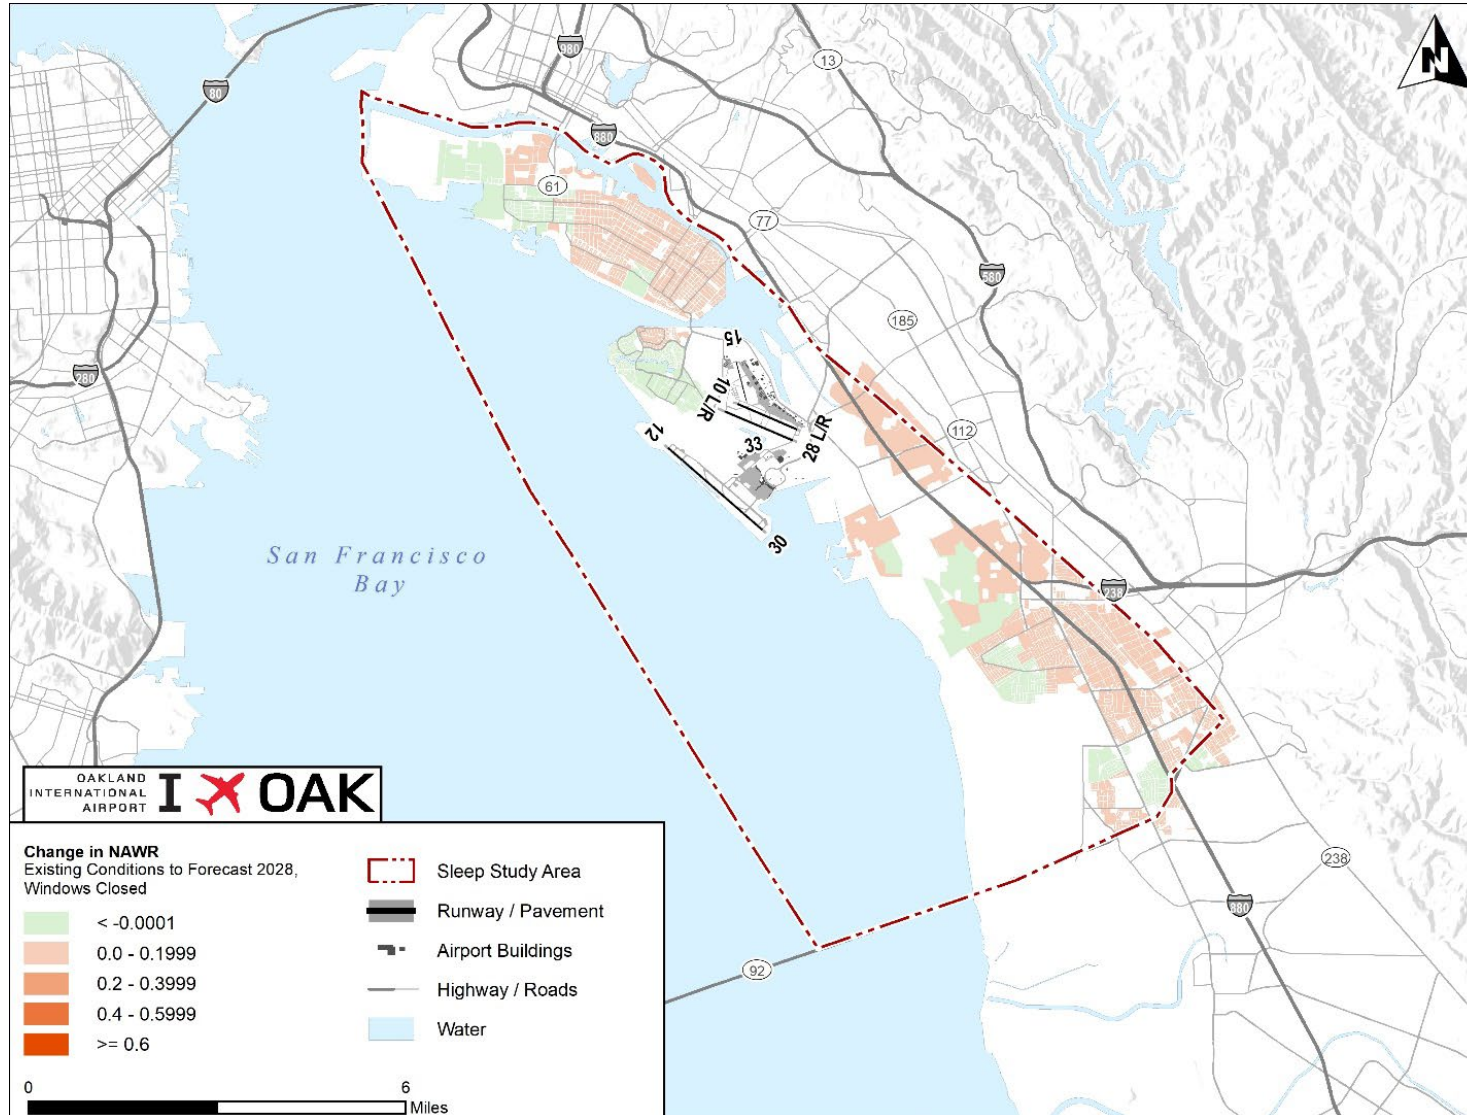 N
980
80
13
880
61
77
580
185
15
10 L/R
280
12
33
28 L/R
112
30
San Francisco
Bay
238
OAKLAND
INTERNATIONAL
AIRPORT
I OAK
Change in NAWR
Existing Conditions to Forecast 2028,
Windows Closed
< -0.0001
0.0 - 0.1999
0.2 - 0.3999
0.4 - 0.5999
>= 0.6
Sleep Study Area
Runway / Pavement
Airport Buildings
Highway / Roads
Water
0
6
Miles
238
880
92